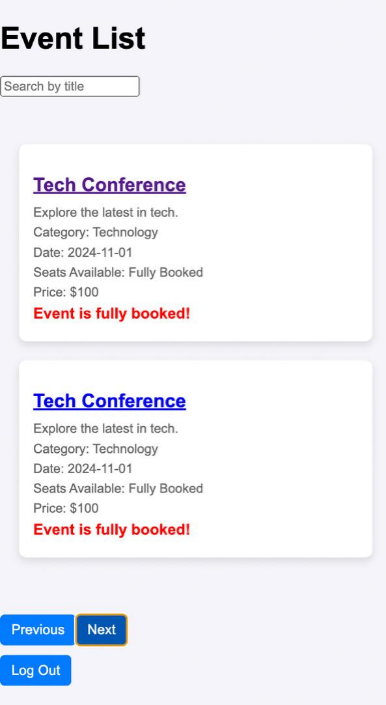 Event List
Search by title
Tech Conference
Explore the latest in tech.
Category: Technology
Date: 2024-11-01
Seats Available: Fully Booked
Price: $100
Event is fully booked!
Tech Conference
Explore the latest in tech.
Category: Technology
Date: 2024-11-01
Seats Available: Fully Booked
Price: $100
Event is fully booked!
Previous Next
Log Out